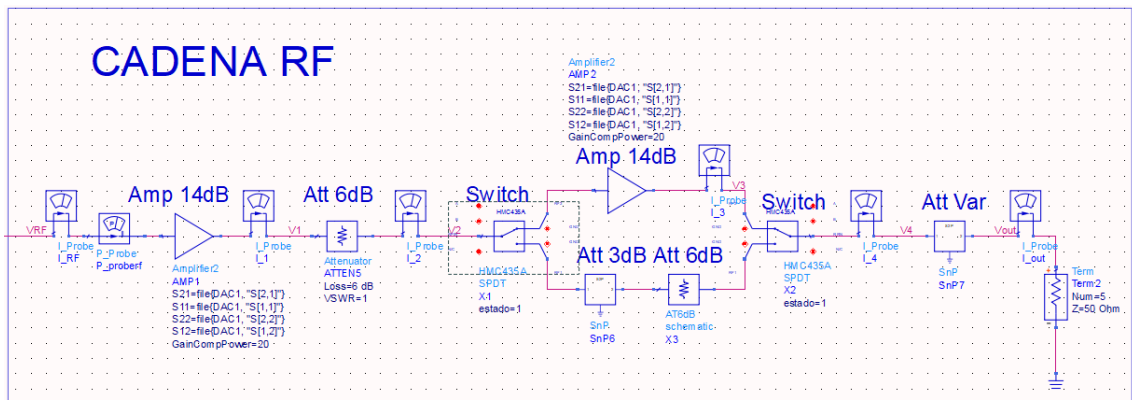 CADENA RF
Amplifier2
AMP2
S21=file{DAC1, "S[2,1]"}
S11=file{DAC1, "S[1,1]"}
S22=file{DAC1, "S[2,2]"}
S12=file{DAC1, "S[1,2]"}
GainCompPower=20
Amp 14dB
V3
I_Probe
I_3
Amp 14dB
Att 6dB
Switch
HMC435A
Switch
HMC435A
Att Var
VRF
I_Probe
I_RF
P_Probe
P_proberf
I_Probe
I_1
V1
Attenuator
ATTEN5
Loss=6 dB
VSWR=1
I_Probe
I_2
V2
HMC435A
SPDT
X1
estado=1
Att 3dB
Att 6dB
SnP
SnP6
AT6dB
schematic
X3
HMC435A
SPDT
X2
estado=1
I_Probe
I_4
V4
SnP
SnP7
Vout
I_Probe
I_out
Term
Term2
Num=5
Z=50 Ohm
Amplifier2
AMP1
S21=file{DAC1, "S[2,1]"}
S11=file{DAC1, "S[1,1]"}
S22=file{DAC1, "S[2,2]"}
S12=file{DAC1, "S[1,2]"}
GainCompPower=20